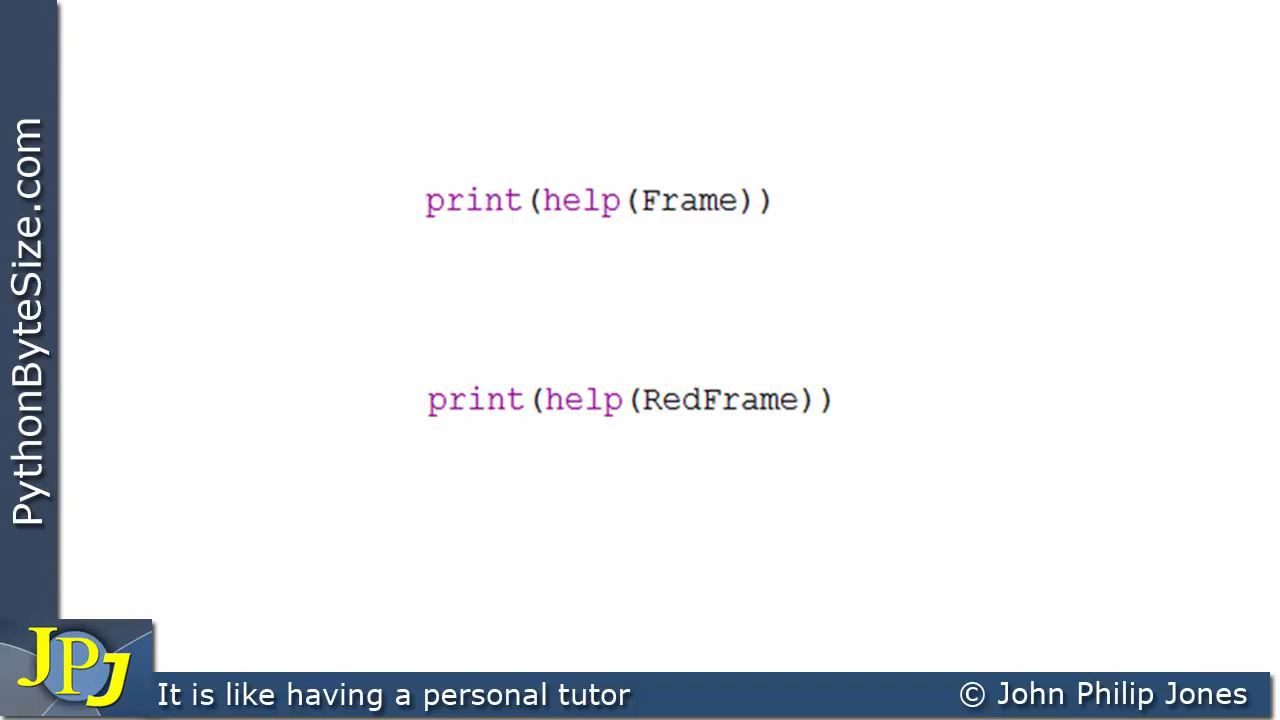 PythonByteSize.com
print(help(Frame))
print(help(RedFrame))
JPJ
It is like having a personal tutor
© John Philip Jones